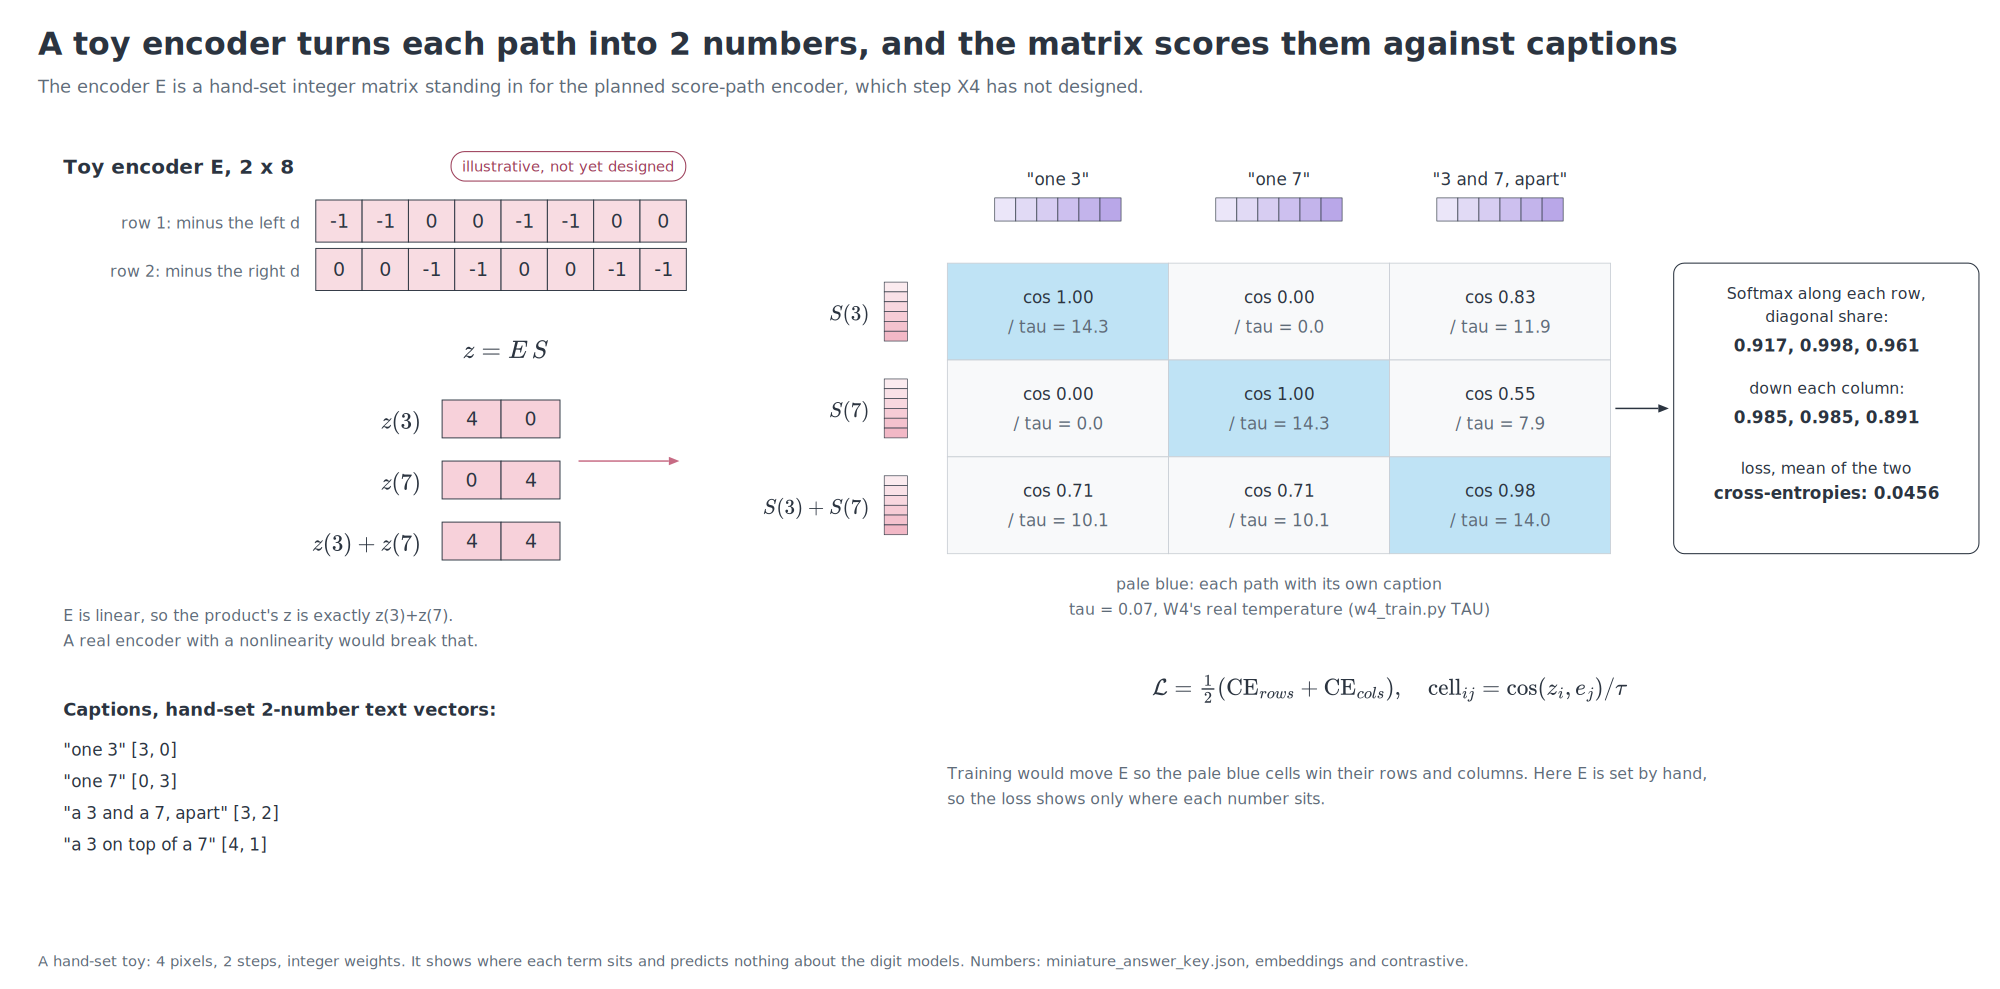 A toy encoder turns each path into 2 numbers, and the matrix scores them against captions
The encoder E is a hand-set integer matrix standing in for the planned score-path encoder, which step X4 has not designed.
Toy encoder E, 2 x 8
illustrative, not yet designed
row 1: minus the left d
-1 -1 0 0 -1 -1 0 0
row 2: minus the right d
0 0 -1 -1 0 0 -1 -1
z = E S
z(3) 4 0
z(7) 0 4
z(3) + z(7) 4 4
E is linear, so the product's z is exactly z(3)+z(7).
A real encoder with a nonlinearity would break that.
Captions, hand-set 2-number text vectors:
"one 3" [3, 0]
"one 7" [0, 3]
"a 3 and a 7, apart" [3, 2]
"a 3 on top of a 7" [4, 1]
"one 3" "one 7" "3 and 7, apart"
S(3)
cos 1.00 cos 0.00 cos 0.83
/ tau = 14.3 / tau = 0.0 / tau = 11.9
S(7)
cos 0.00 cos 1.00 cos 0.55
/ tau = 0.0 / tau = 14.3 / tau = 7.9
S(3) + S(7)
cos 0.71 cos 0.71 cos 0.98
/ tau = 10.1 / tau = 10.1 / tau = 14.0
pale blue: each path with its own caption
tau = 0.07, W4's real temperature (w4_train.py TAU)
Softmax along each row,
diagonal share:
0.917, 0.998, 0.961
down each column:
0.985, 0.985, 0.891
loss, mean of the two
cross-entropies: 0.0456
ℒ = ½(CE_rows + CE_cols), cell_ij = cos(z_i, e_j)/τ
Training would move E so the pale blue cells win their rows and columns. Here E is set by hand,
so the loss shows only where each number sits.
A hand-set toy: 4 pixels, 2 steps, integer weights. It shows where each term sits and predicts nothing about the digit models. Numbers: miniature_answer_key.json, embeddings and contrastive.